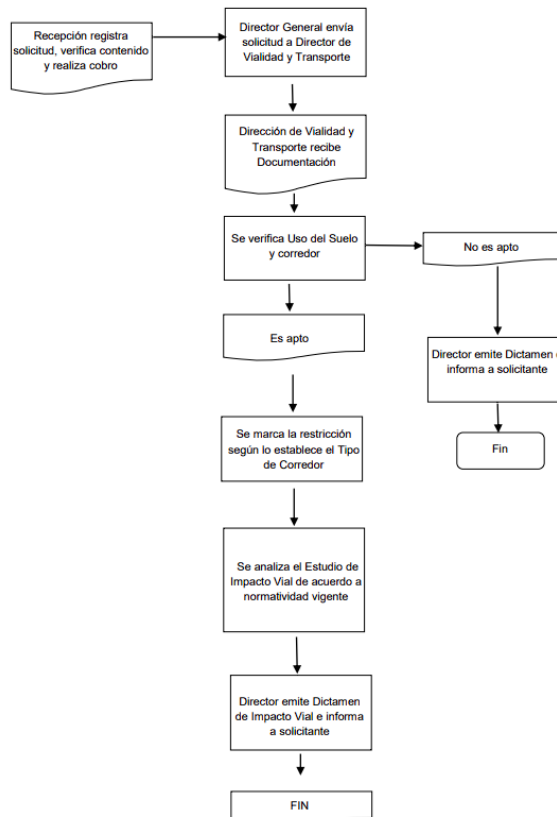 Recepción registra
solicitud, verifica contenido
y realiza cobro
Director General envía
solicitud a Director de
Vialidad y Transporte
Dirección de Vialidad y
Transporte recibe
Documentación
Se verifica Uso del Suelo
y corredor
No es apto
Es apto
Director emite Dictamen e
informa a solicitante
Fin
Se marca la restricción
según lo establece el Tipo
de Corredor
Se analiza el Estudio de
Impacto Vial de acuerdo a
normatividad vigente
Director emite Dictamen
de Impacto Vial e informa
a solicitante
FIN